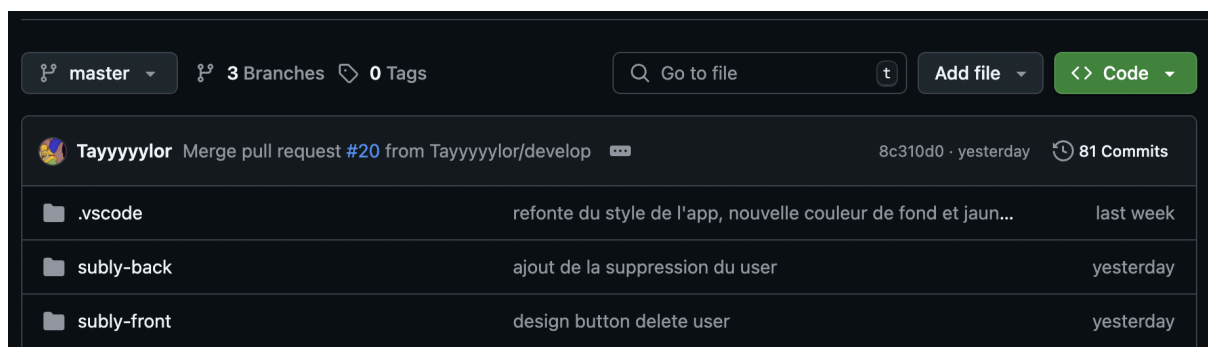 master 3 Branches 0 Tags Go to file t Add file Code
Tayyyyylor Merge pull request #20 from Tayyyyylor/develop 8c310d0 · yesterday 81 Commits
.vscode refonte du style de l'app, nouvelle couleur de fond et jaun... last week
subly-back ajout de la suppression du user yesterday
subly-front design button delete user yesterday